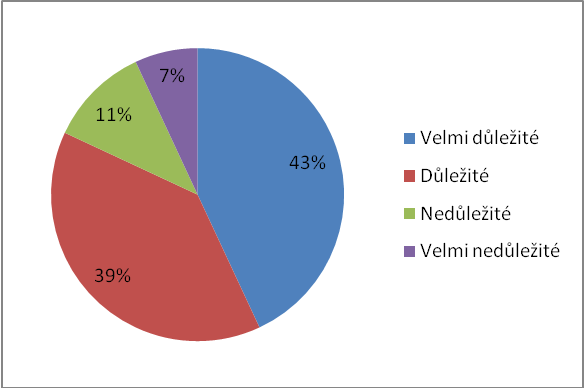 7%
11%
43%
39%
Velmi důležité
Důležité
Nedůležité
Velmi nedůležité